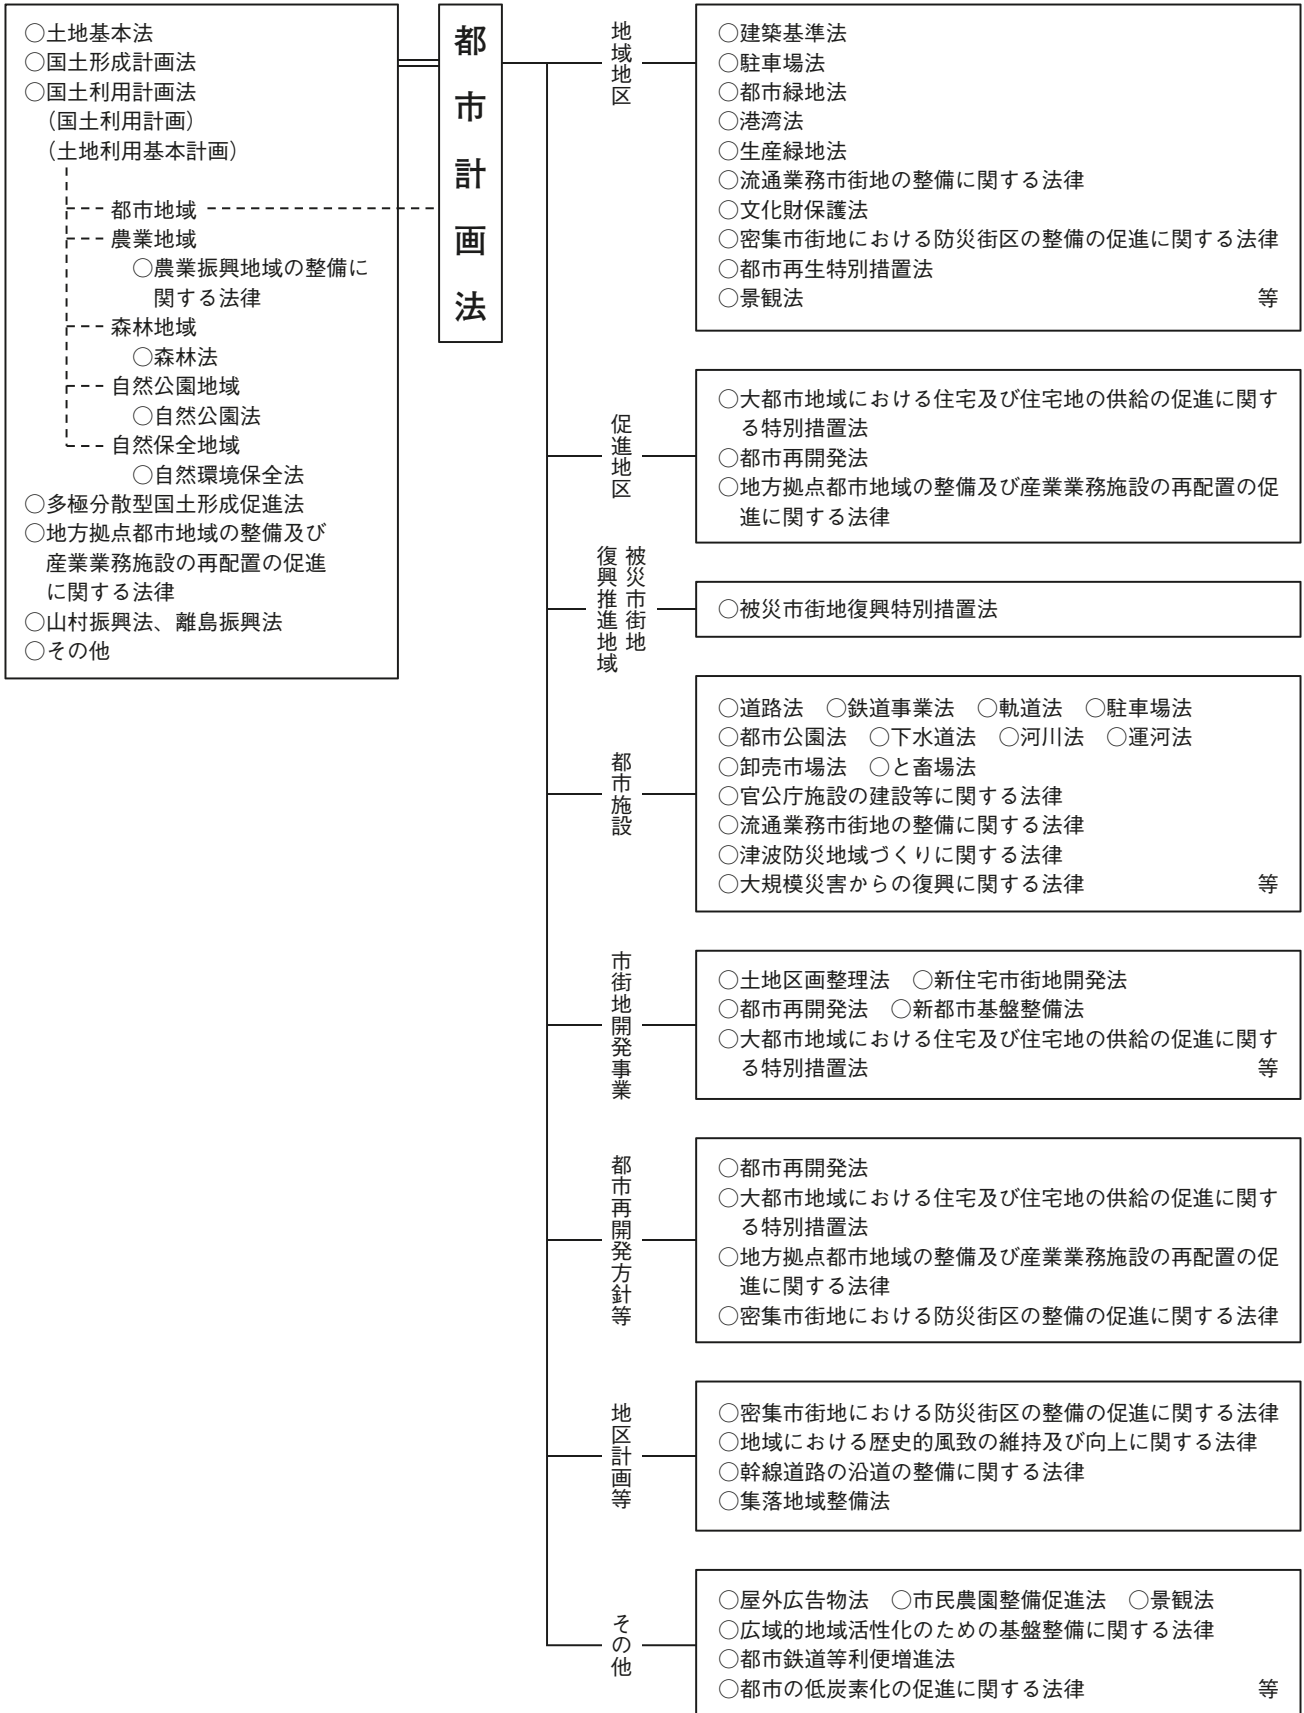 ○土地基本法
○国土形成計画法
○国土利用計画法
（国土利用計画）
（土地利用基本計画）
都市地域
農業地域
○農業振興地域の整備に
関する法律
森林地域
○森林法
自然公園地域
○自然公園法
自然保全地域
○自然環境保全法
○多極分散型国土形成促進法
○地方拠点都市地域の整備及び
産業業務施設の再配置の促進
に関する法律
○山村振興法、離島振興法
○その他
都市計画法
地域地区
○建築基準法
○駐車場法
○都市緑地法
○港湾法
○生産緑地法
○流通業務市街地の整備に関する法律
○文化財保護法
○密集市街地における防災街区の整備の促進に関する法律
○都市再生特別措置法
○景観法 等
促進地区
○大都市地域における住宅及び住宅地の供給の促進に関す
る特別措置法
○都市再開発法
○地方拠点都市地域の整備及び産業業務施設の再配置の促
進に関する法律
被災市街地
復興推進地域
○被災市街地復興特別措置法
都市施設
○道路法 ○鉄道事業法 ○軌道法 ○駐車場法
○都市公園法 ○下水道法 ○河川法 ○運河法
○卸売市場法 ○と畜場法
○官公庁施設の建設等に関する法律
○流通業務市街地の整備に関する法律
○津波防災地域づくりに関する法律
○大規模災害からの復興に関する法律 等
市街地開発事業
○土地区画整理法 ○新住宅市街地開発法
○都市再開発法 ○新都市基盤整備法
○大都市地域における住宅及び住宅地の供給の促進に関す
る特別措置法 等
都市再開発方針等
○都市再開発法
○大都市地域における住宅及び住宅地の供給の促進に関す
る特別措置法
○地方拠点都市地域の整備及び産業業務施設の再配置の促
進に関する法律
○密集市街地における防災街区の整備の促進に関する法律
地区計画等
○密集市街地における防災街区の整備の促進に関する法律
○地域における歴史的風致の維持及び向上に関する法律
○幹線道路の沿道の整備に関する法律
○集落地域整備法
その他
○屋外広告物法 ○市民農園整備促進法 ○景観法
○広域的地域活性化のための基盤整備に関する法律
○都市鉄道等利便増進法
○都市の低炭素化の促進に関する法律 等